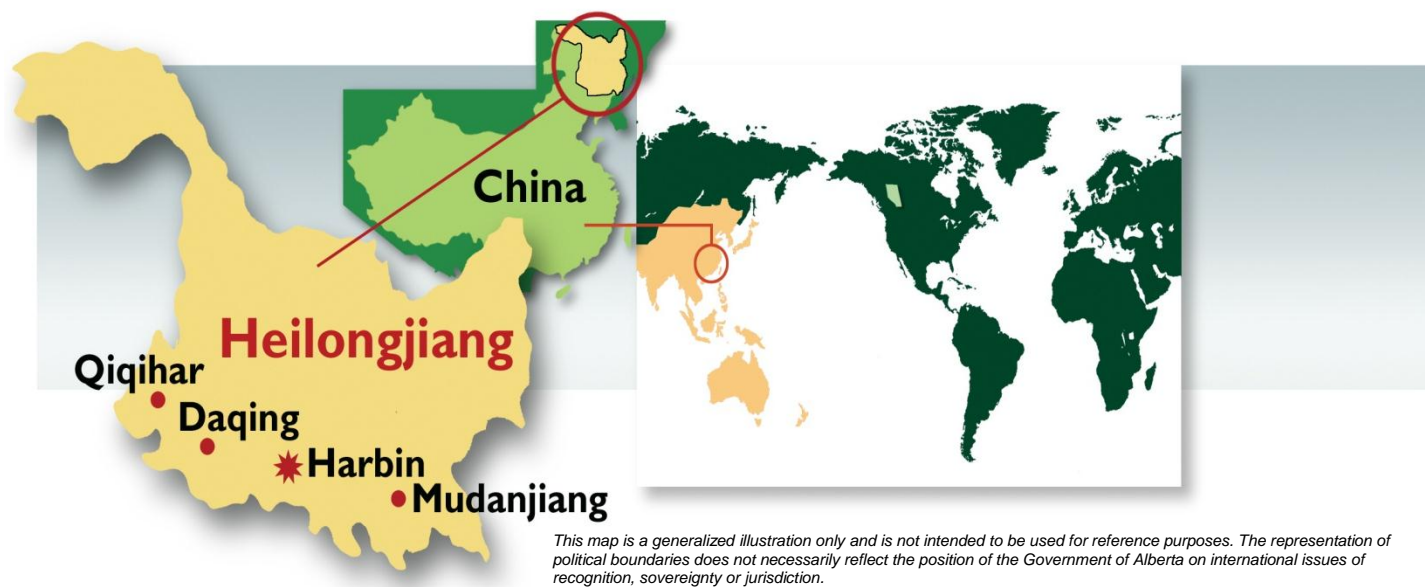 China
Heilongjiang
Qiqihar
Daqing
Harbin
Mudanjiang
This map is a generalized illustration only and is not intended to be used for reference purposes. The representation of
political boundaries does not necessarily reflect the position of the Government of Alberta on international issues of
recognition, sovereignty or jurisdiction.